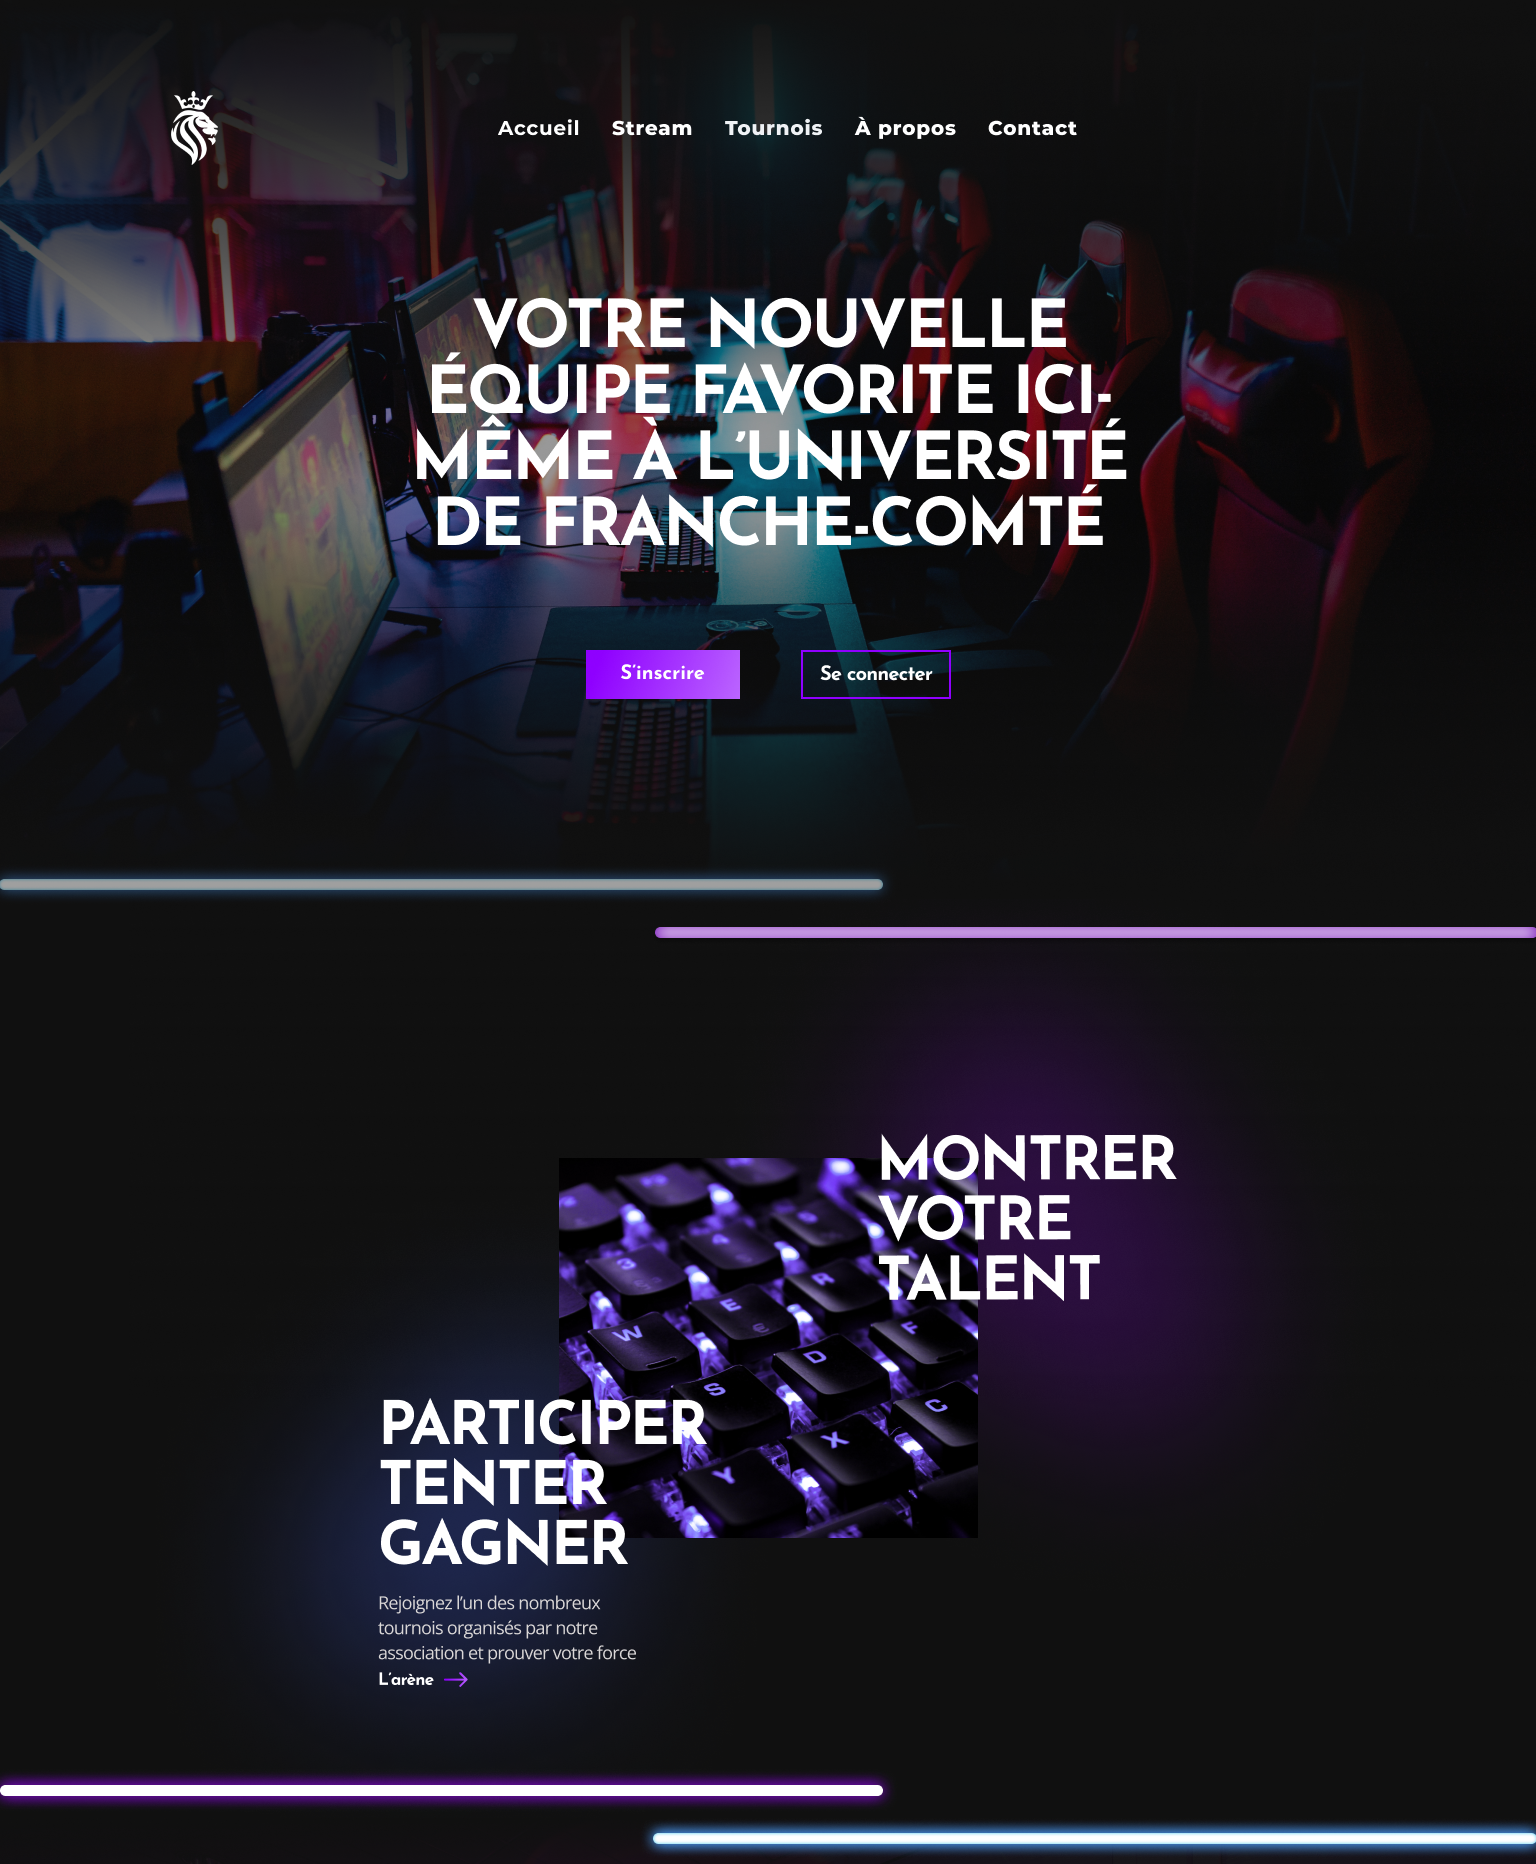 Accueil Stream Tournois À propos Contact
VOTRE NOUVELLE
ÉQUIPE FAVORITE ICI-
MÊME À L'UNIVERSITÉ
DE FRANCHE-COMTÉ
S'inscrire
Se connecter
MONTRER
VOTRE
TALENT
3
4
W
E
€
R
S
D
F
Y
X
C
PARTICIPER
TENTER
GAGNER
Rejoignez l'un des nombreux
tournois organisés par notre
association et prouver votre force
L'arène